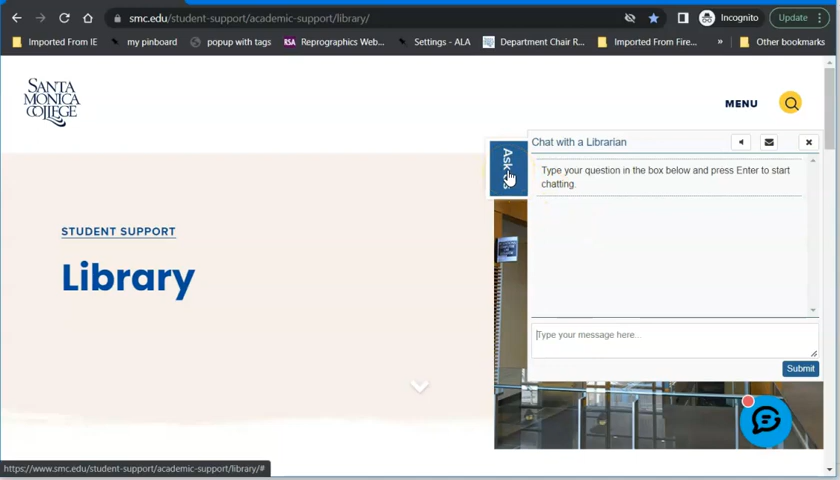 smc.edu/student-support/academic-support/library/
Incognito
Update
Imported From IE
my pinboard
popup with tags
RSA
Reprographics Web...
Settings - ALA
Department Chair R...
Imported From Fire...
»
Other bookmarks
SANTA
MONICA
COLLEGE
MENU
Ask
Chat with a Librarian
Type your question in the box below and press Enter to start
chatting.
STUDENT SUPPORT
Library
Type your message here...
Submit
https://www.smc.edu/student-support/academic-support/library/#